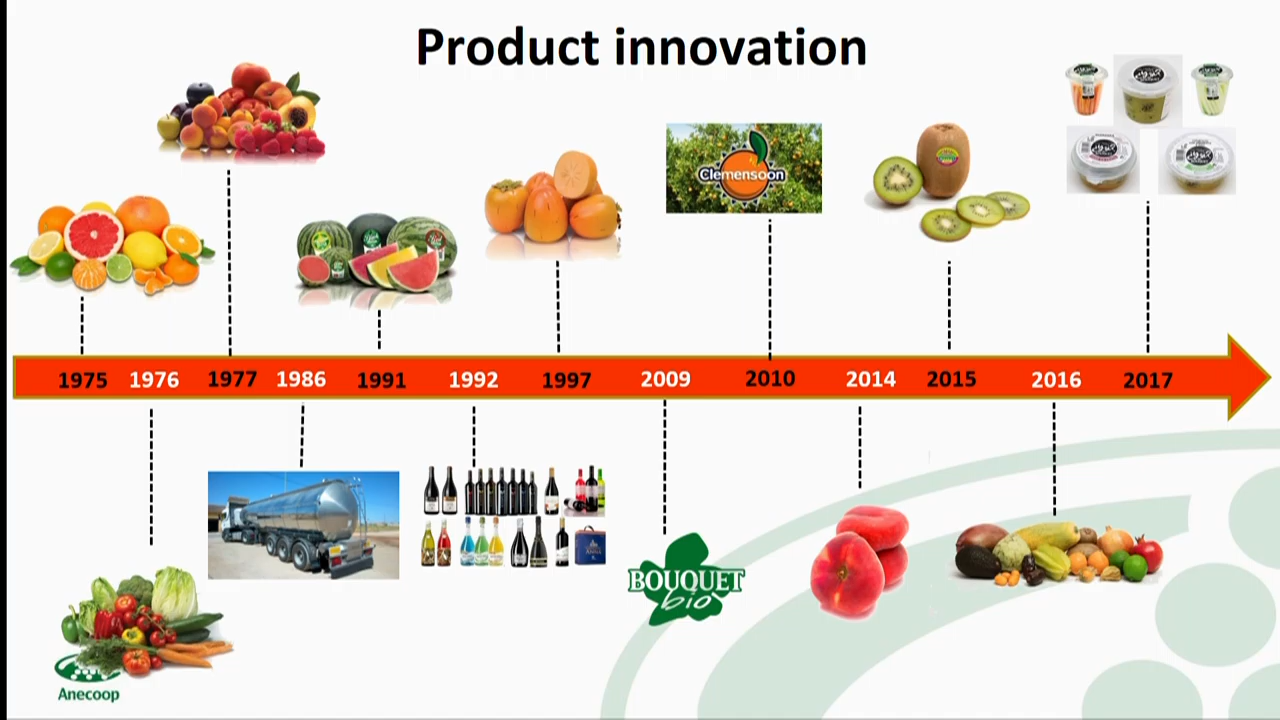 Product innovation
Clemensoon
1975 1976 1977 1986 1991 1992 1997 2009 2010 2014 2015 2016 2017
BOUQUET
bio
Anecoop